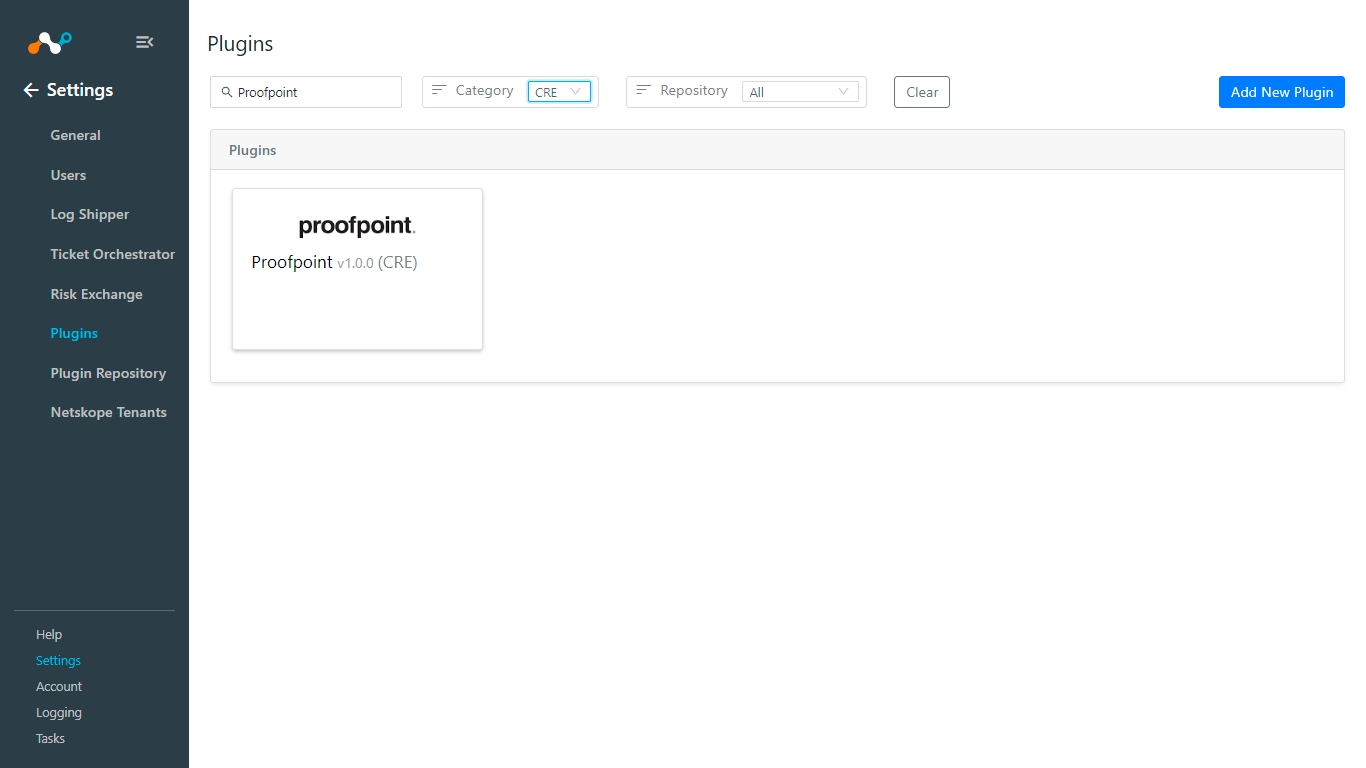 Settings
General
Users
Log Shipper
Ticket Orchestrator
Risk Exchange
Plugins
Plugin Repository
Netskope Tenants
Help
Settings
Account
Logging
Tasks
Plugins
Proofpoint Category CRE Repository All Clear Add New Plugin
Plugins
proofpoint.
Proofpoint v1.0.0 (CRE)